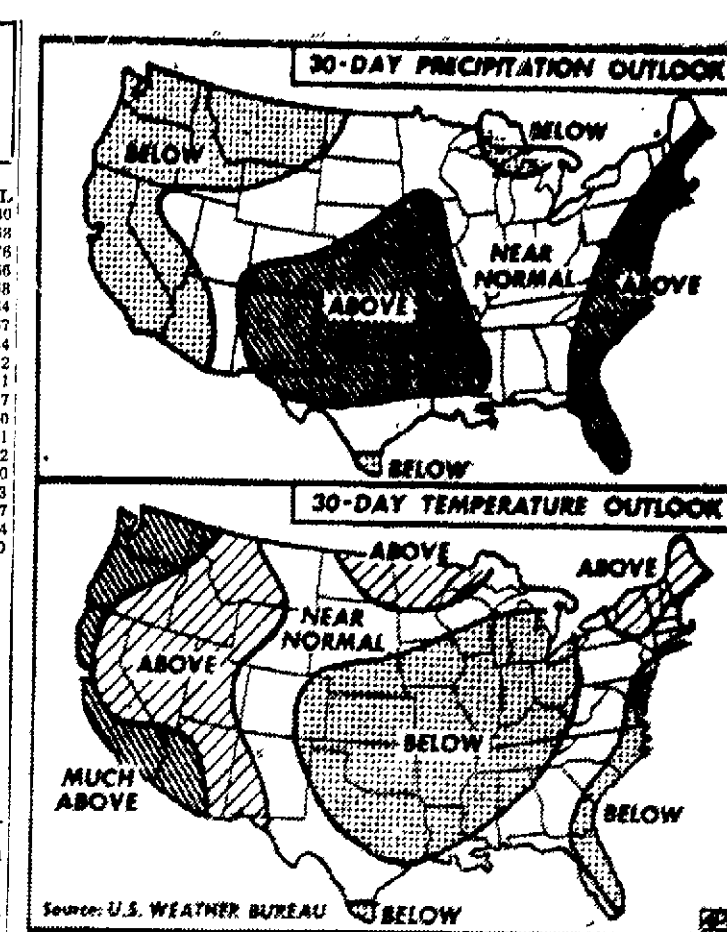 30-DAY PRECIPITATION OUTLOOK
BELOW
BELOW
NEAR
NORMAL
ABOVE
ABOVE
BELOW
30-DAY TEMPERATURE OUTLOOK
ABOVE
ABOVE
NEAR
NORMAL
ABOVE
BELOW
MUCH
ABOVE
BELOW
Source: U.S. WEATHER BUREAU
BELOW